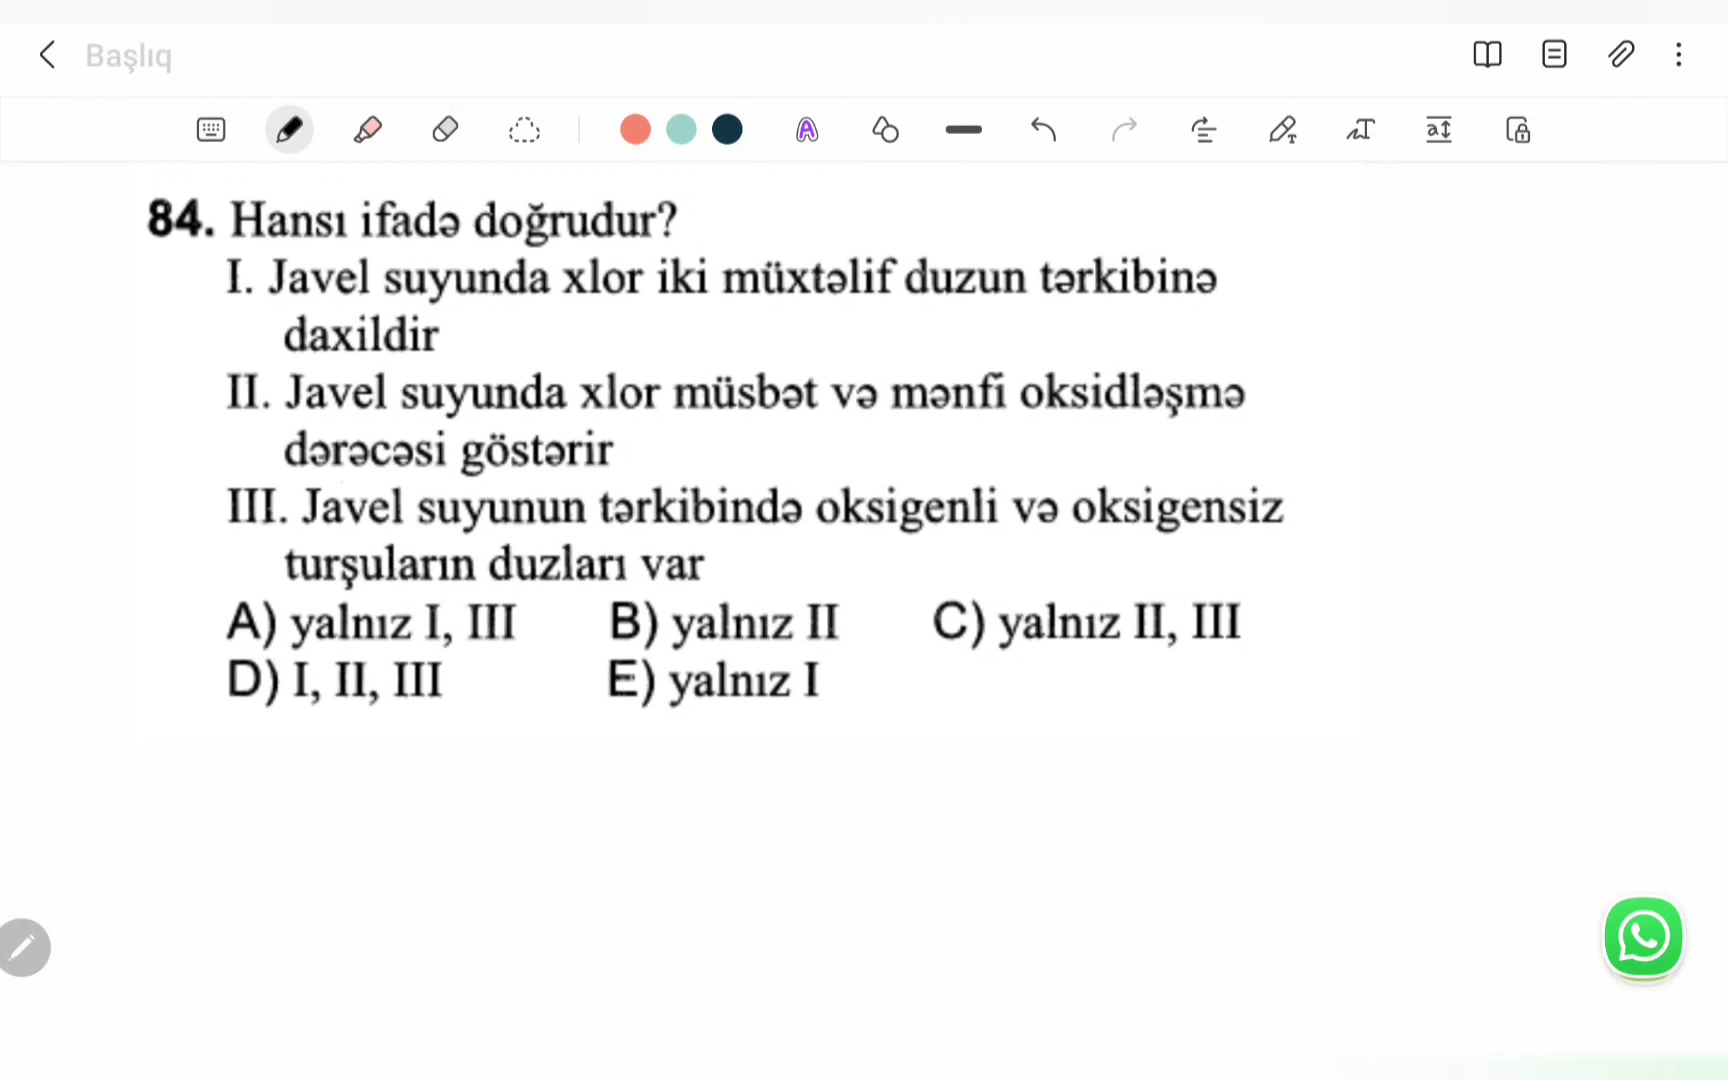 Başlıq
84. Hansı ifadə doğrudur?
I. Javel suyunda xlor iki müxtəlif duzun tərkibinə
daxildir
II. Javel suyunda xlor müsbət və mənfi oksidləşmə
dərəcəsi göstərir
III. Javel suyunun tərkibində oksigenli və oksigensiz
turşuların duzları var
A) yalnız I, III B) yalnız II C) yalnız II, III
D) I, II, III E) yalnız I